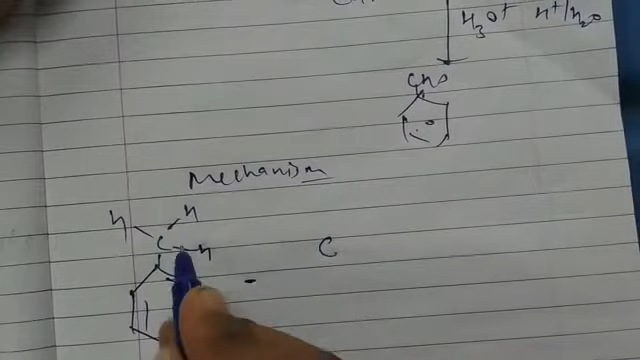 H3O+ H+/H2O
CHO
Mechanism
H H
C - H
C